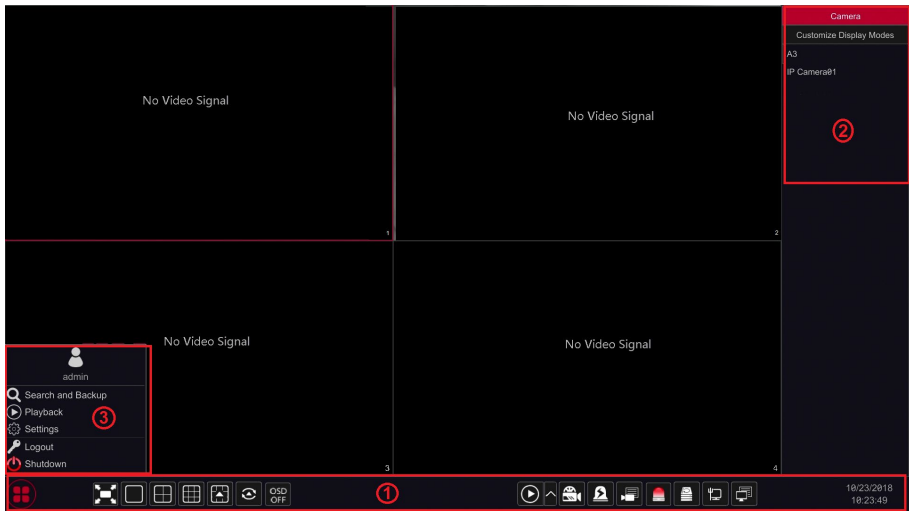 Camera
Customize Display Modes
A3
IP Camera01
②
No Video Signal
1
No Video Signal
2
No Video Signal
3
No Video Signal
4
admin
Search and Backup
Playback
③
Settings
Logout
Shutdown
OSD
OFF
①
10/23/2018
10:23:49